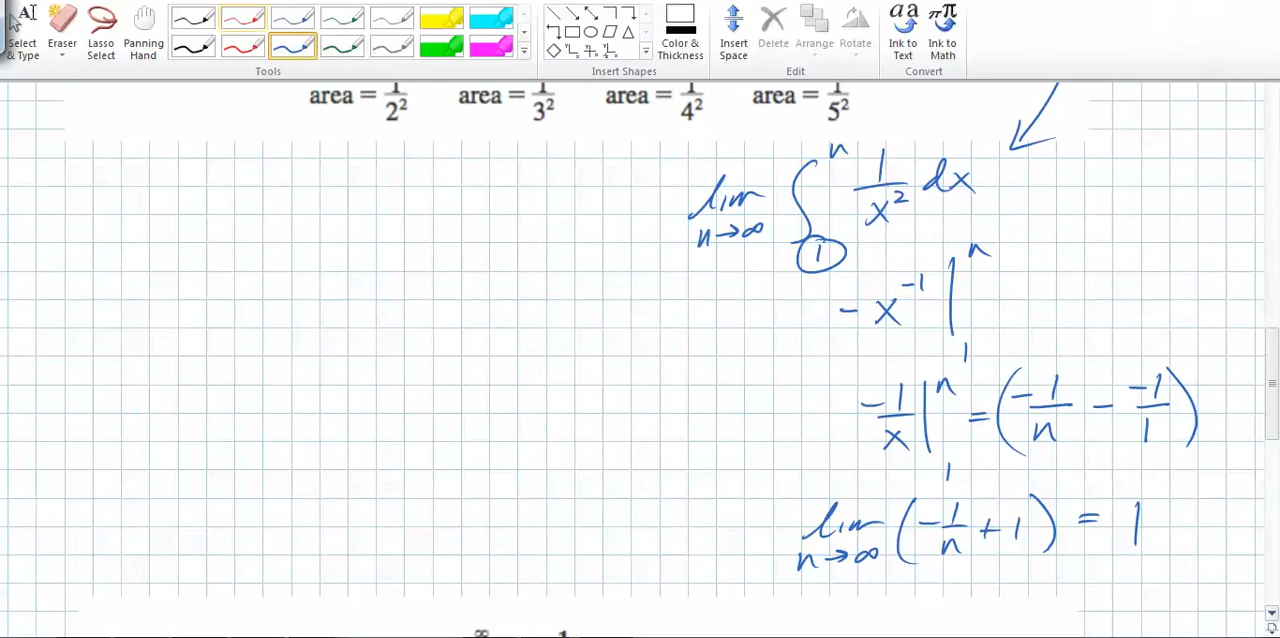 A
Select & Type
Eraser
Lasso Select
Panning Hand
Color & Thickness
Insert Space
Delete
Arrange
Rotate
aa
Ink to Text
ππ
Ink to Math
Tools
Insert Shapes
Edit
Convert
area = 1/2² area = 1/3² area = 1/4² area = 1/5²
lim n→∞ ∫₁ⁿ 1/x² dx
-x⁻¹ |₁ⁿ
-1/x |₁ⁿ = (-1/n - -1/1)
lim n→∞ (-1/n + 1) = 1